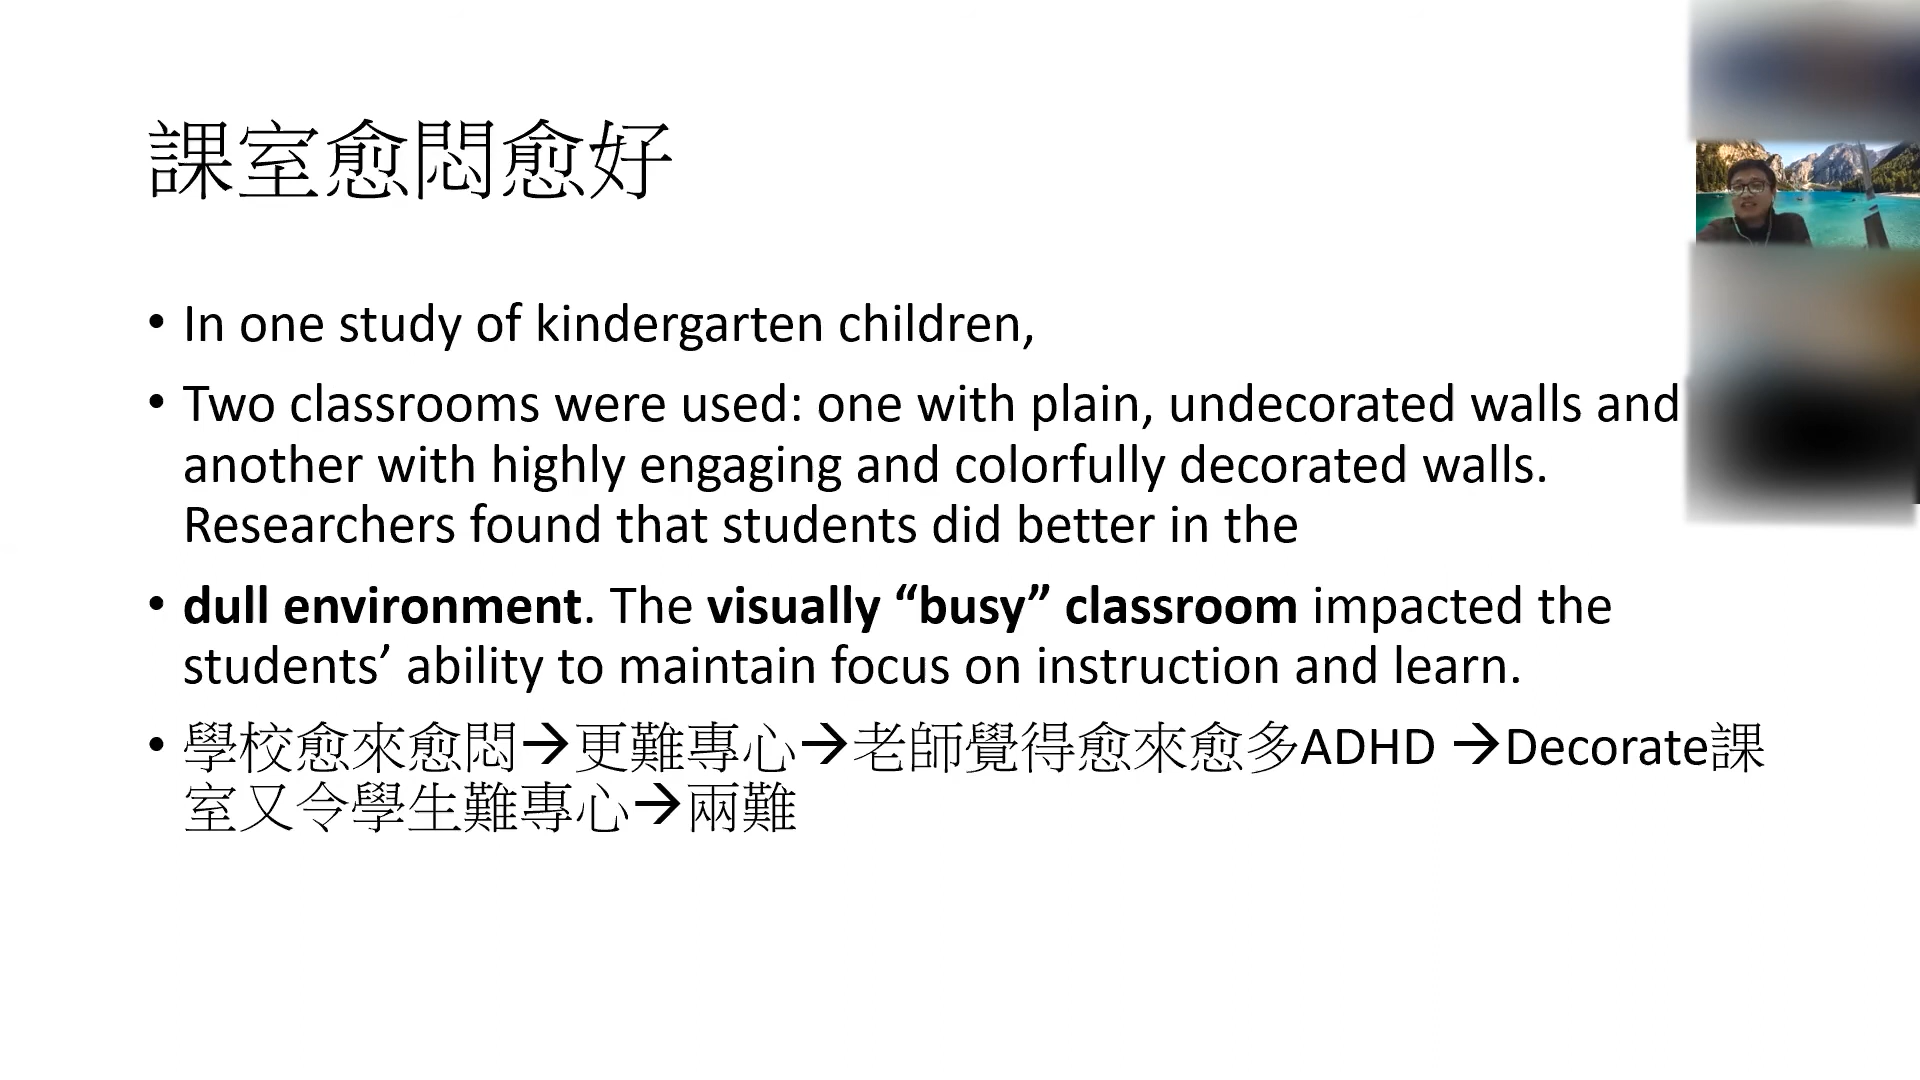 課室愈悶愈好
• In one study of kindergarten children,
• Two classrooms were used: one with plain, undecorated walls and
another with highly engaging and colorfully decorated walls.
Researchers found that students did better in the
• dull environment. The visually “busy” classroom impacted the
students’ ability to maintain focus on instruction and learn.
• 學校愈來愈悶→更難專心→老師覺得愈來愈多ADHD →Decorate課
室又令學生難專心→兩難